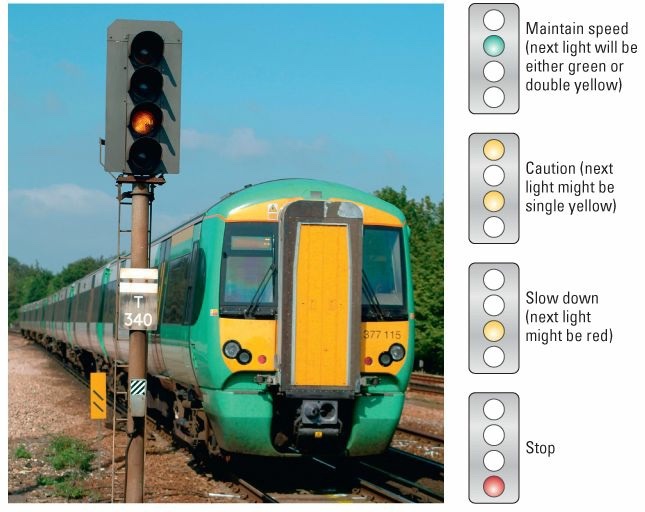 T
340
377 115
Maintain speed
(next light will be
either green or
double yellow)
Caution (next
light might be
single yellow)
Slow down
(next light
might be red)
Stop